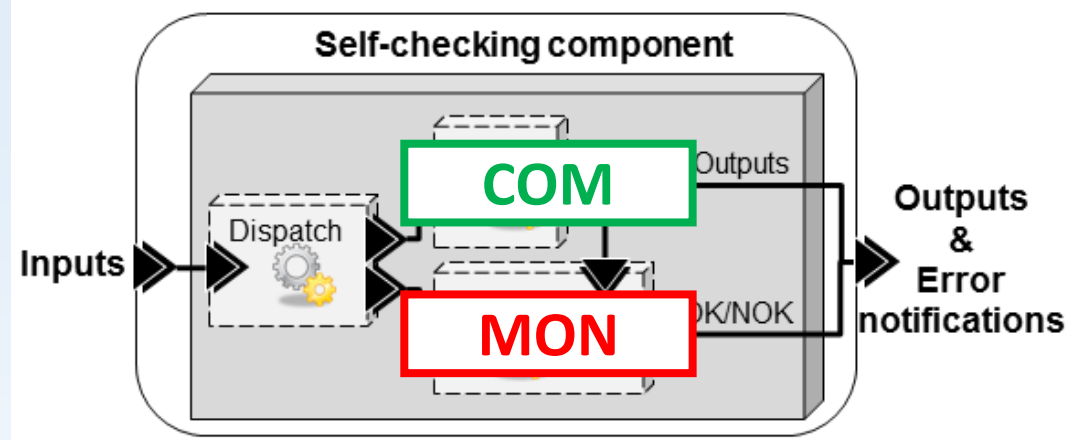 Self-checking component
COM
Outputs
Dispatch
Inputs
MON
OK/NOK
Outputs
&
Error
notifications